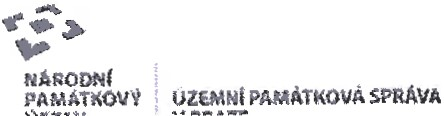 NÁRODNÍ
PAMÁTKOVÝ
ÚZEMNÍ PAMÁTKOVÁ SPRÁVA